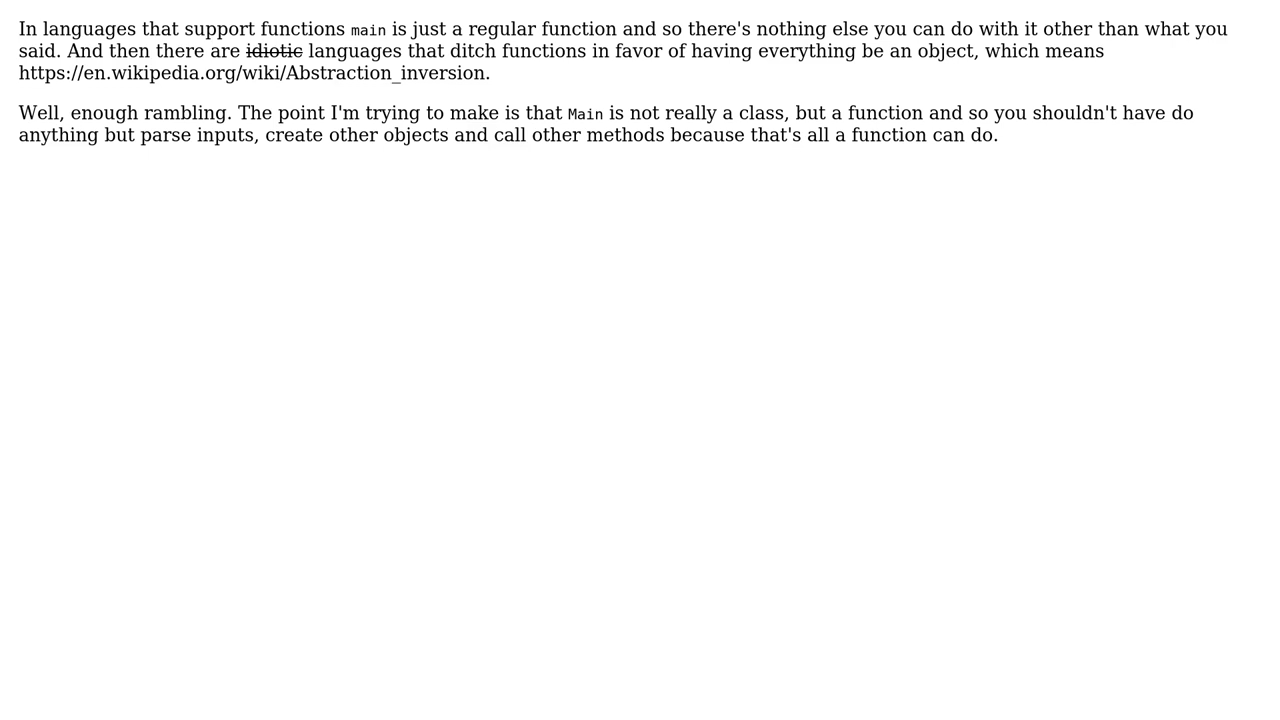 In languages that support functions main is just a regular function and so there's nothing else you can do with it other than what you
said. And then there are idiotic languages that ditch functions in favor of having everything be an object, which means
https://en.wikipedia.org/wiki/Abstraction_inversion.
Well, enough rambling. The point I'm trying to make is that Main is not really a class, but a function and so you shouldn't have do
anything but parse inputs, create other objects and call other methods because that's all a function can do.